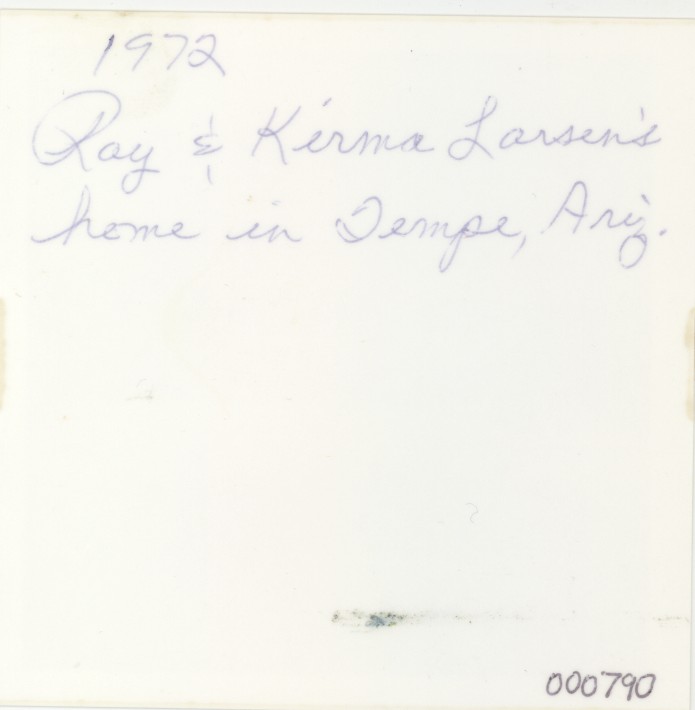 1972
Ray & Kerma Larsen's
home in Tempe, Ariz.
000790